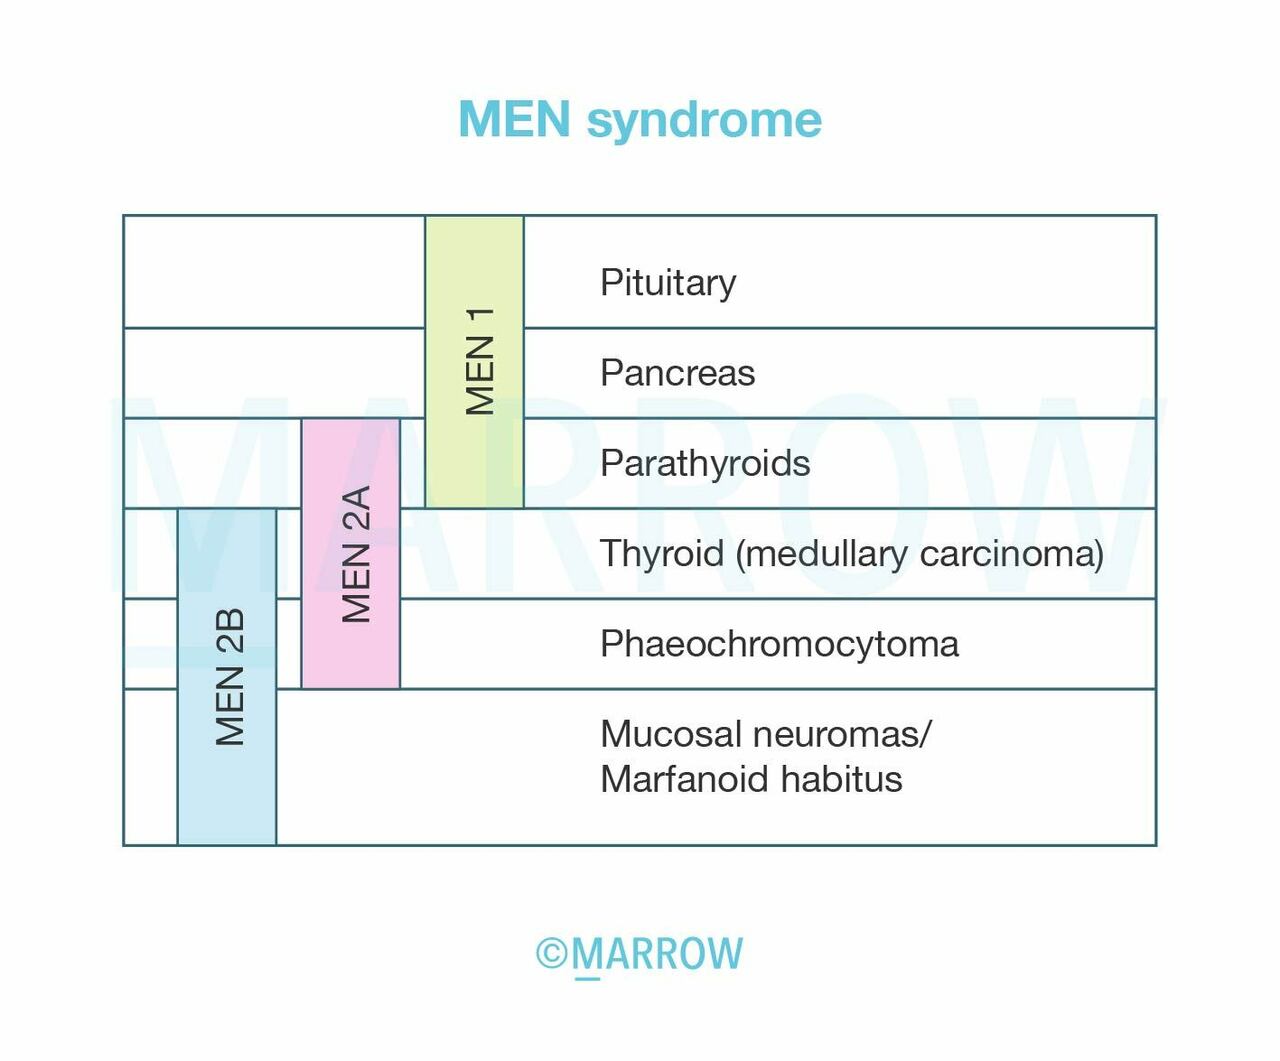 MEN syndrome
MEN 1
MEN 2A
MEN 2B
Pituitary
Pancreas
Parathyroids
Thyroid (medullary carcinoma)
Phaeochromocytoma
Mucosal neuromas/
Marfanoid habitus
MARROW
©MARROW